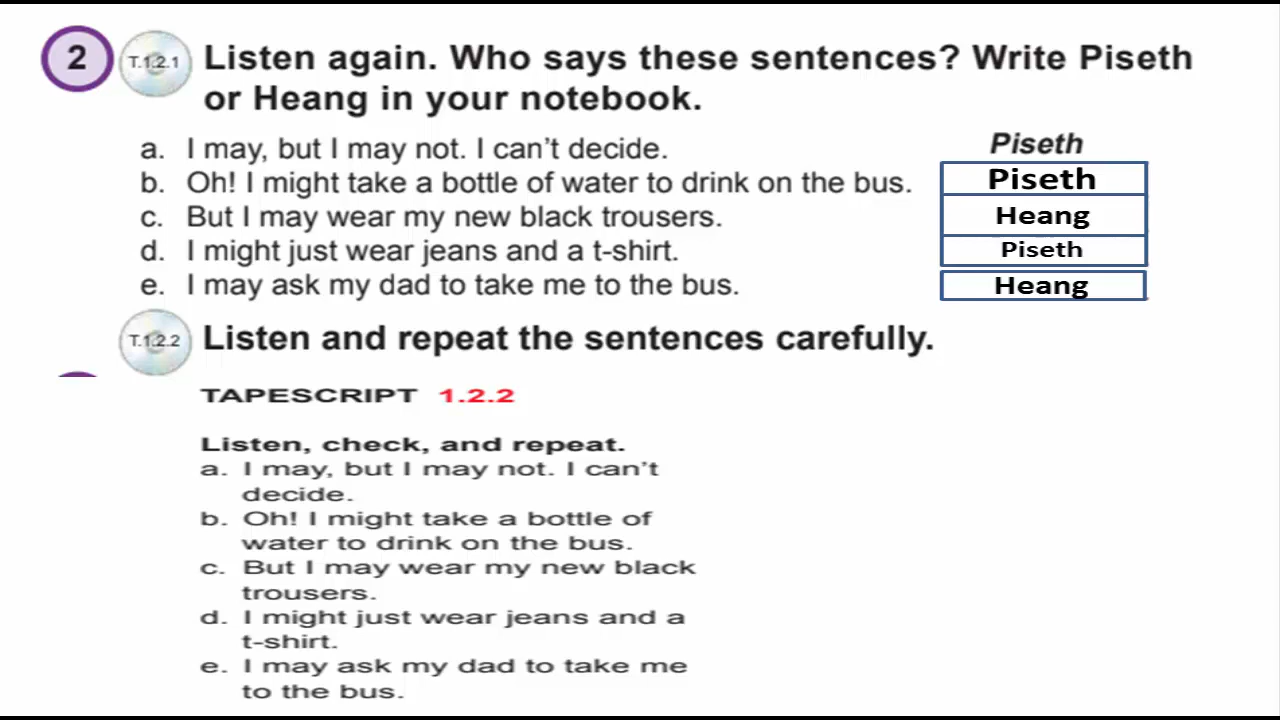 2 T.1.2.1 Listen again. Who says these sentences? Write Piseth
or Heang in your notebook.
a. I may, but I may not. I can't decide. Piseth
b. Oh! I might take a bottle of water to drink on the bus. Piseth
c. But I may wear my new black trousers. Heang
d. I might just wear jeans and a t-shirt. Piseth
e. I may ask my dad to take me to the bus. Heang
T.1.2.2 Listen and repeat the sentences carefully.
TAPESCRIPT 1.2.2
Listen, check, and repeat.
a. I may, but I may not. I can't
decide.
b. Oh! I might take a bottle of
water to drink on the bus.
c. But I may wear my new black
trousers.
d. I might just wear jeans and a
t-shirt.
e. I may ask my dad to take me
to the bus.